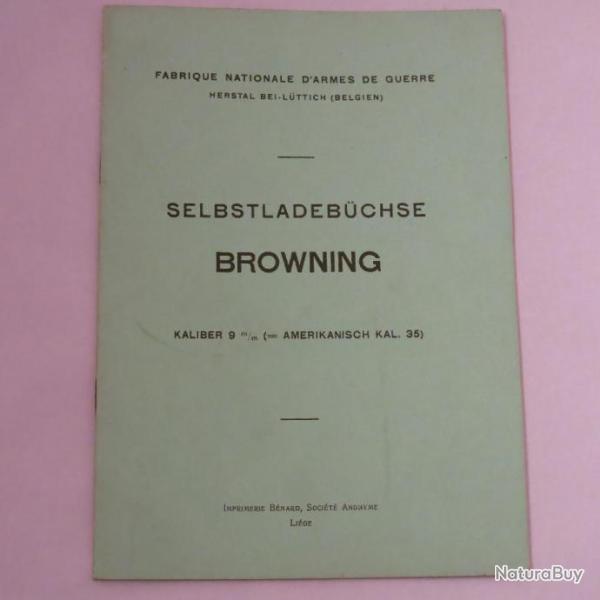 FABRIQUE NATIONALE D'ARMES DE GUERRE
HERSTAL BEI-LÜTTICH (BELGIEN)
SELBSTLADEBÜCHSE
BROWNING
KALIBER 9 m/m (= AMERIKANISCH KAL. 35)
IMPRIMERIE BÉNARD, SOCIÉTÉ ANONYME
LIÉGE
NaturaBuy